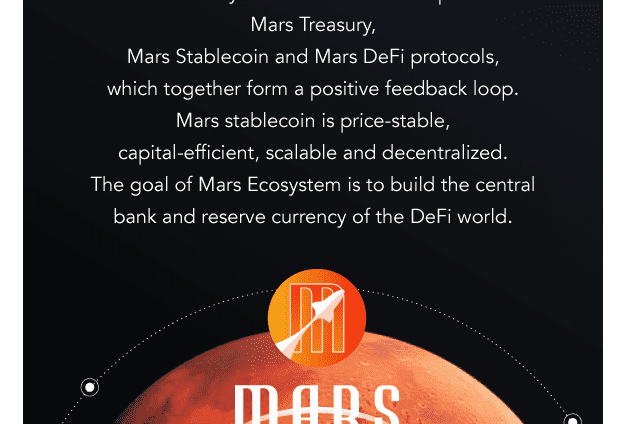 Mars Treasury,
Mars Stablecoin and Mars DeFi protocols,
which together form a positive feedback loop.
Mars stablecoin is price-stable,
capital-efficient, scalable and decentralized.
The goal of Mars Ecosystem is to build the central
bank and reserve currency of the DeFi world.
MARS